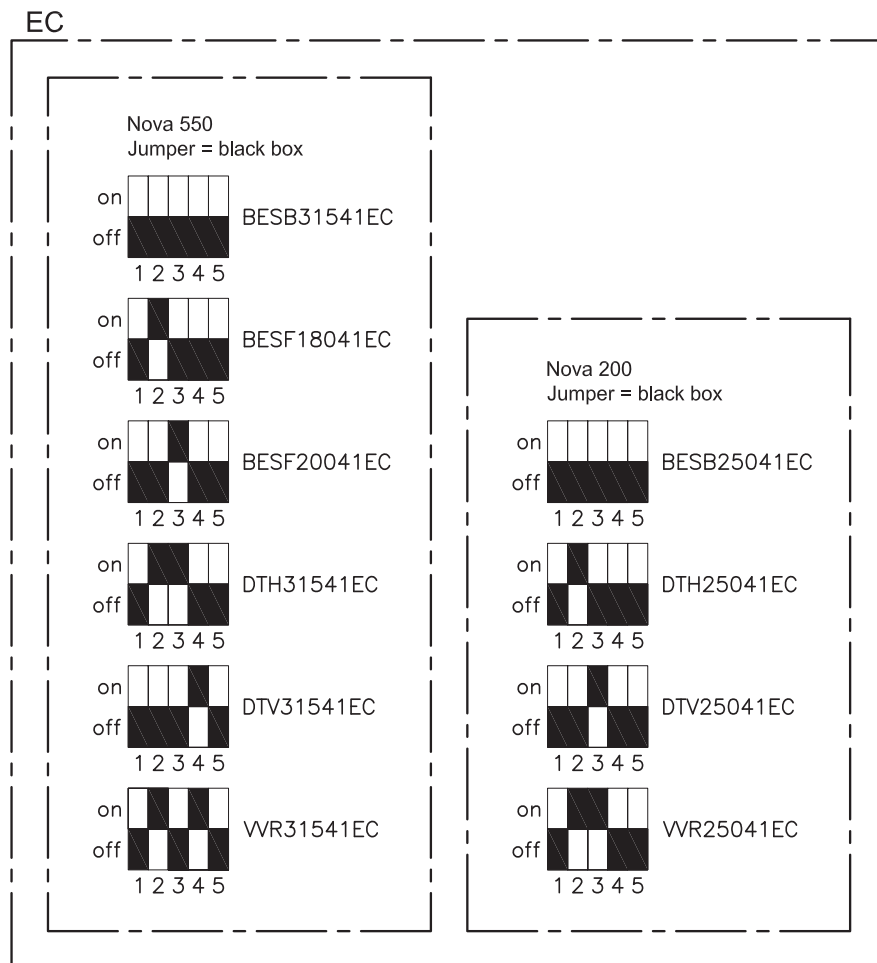 EC
Nova 550
Jumper = black box
on
off
BESB31541EC
1 2 3 4 5
on
off
BESF18041EC
1 2 3 4 5
on
off
BESF20041EC
1 2 3 4 5
on
off
DTH31541EC
1 2 3 4 5
on
off
DTV31541EC
1 2 3 4 5
on
off
VVR31541EC
1 2 3 4 5
Nova 200
Jumper = black box
on
off
BESB25041EC
1 2 3 4 5
on
off
DTH25041EC
1 2 3 4 5
on
off
DTV25041EC
1 2 3 4 5
on
off
VVR25041EC
1 2 3 4 5